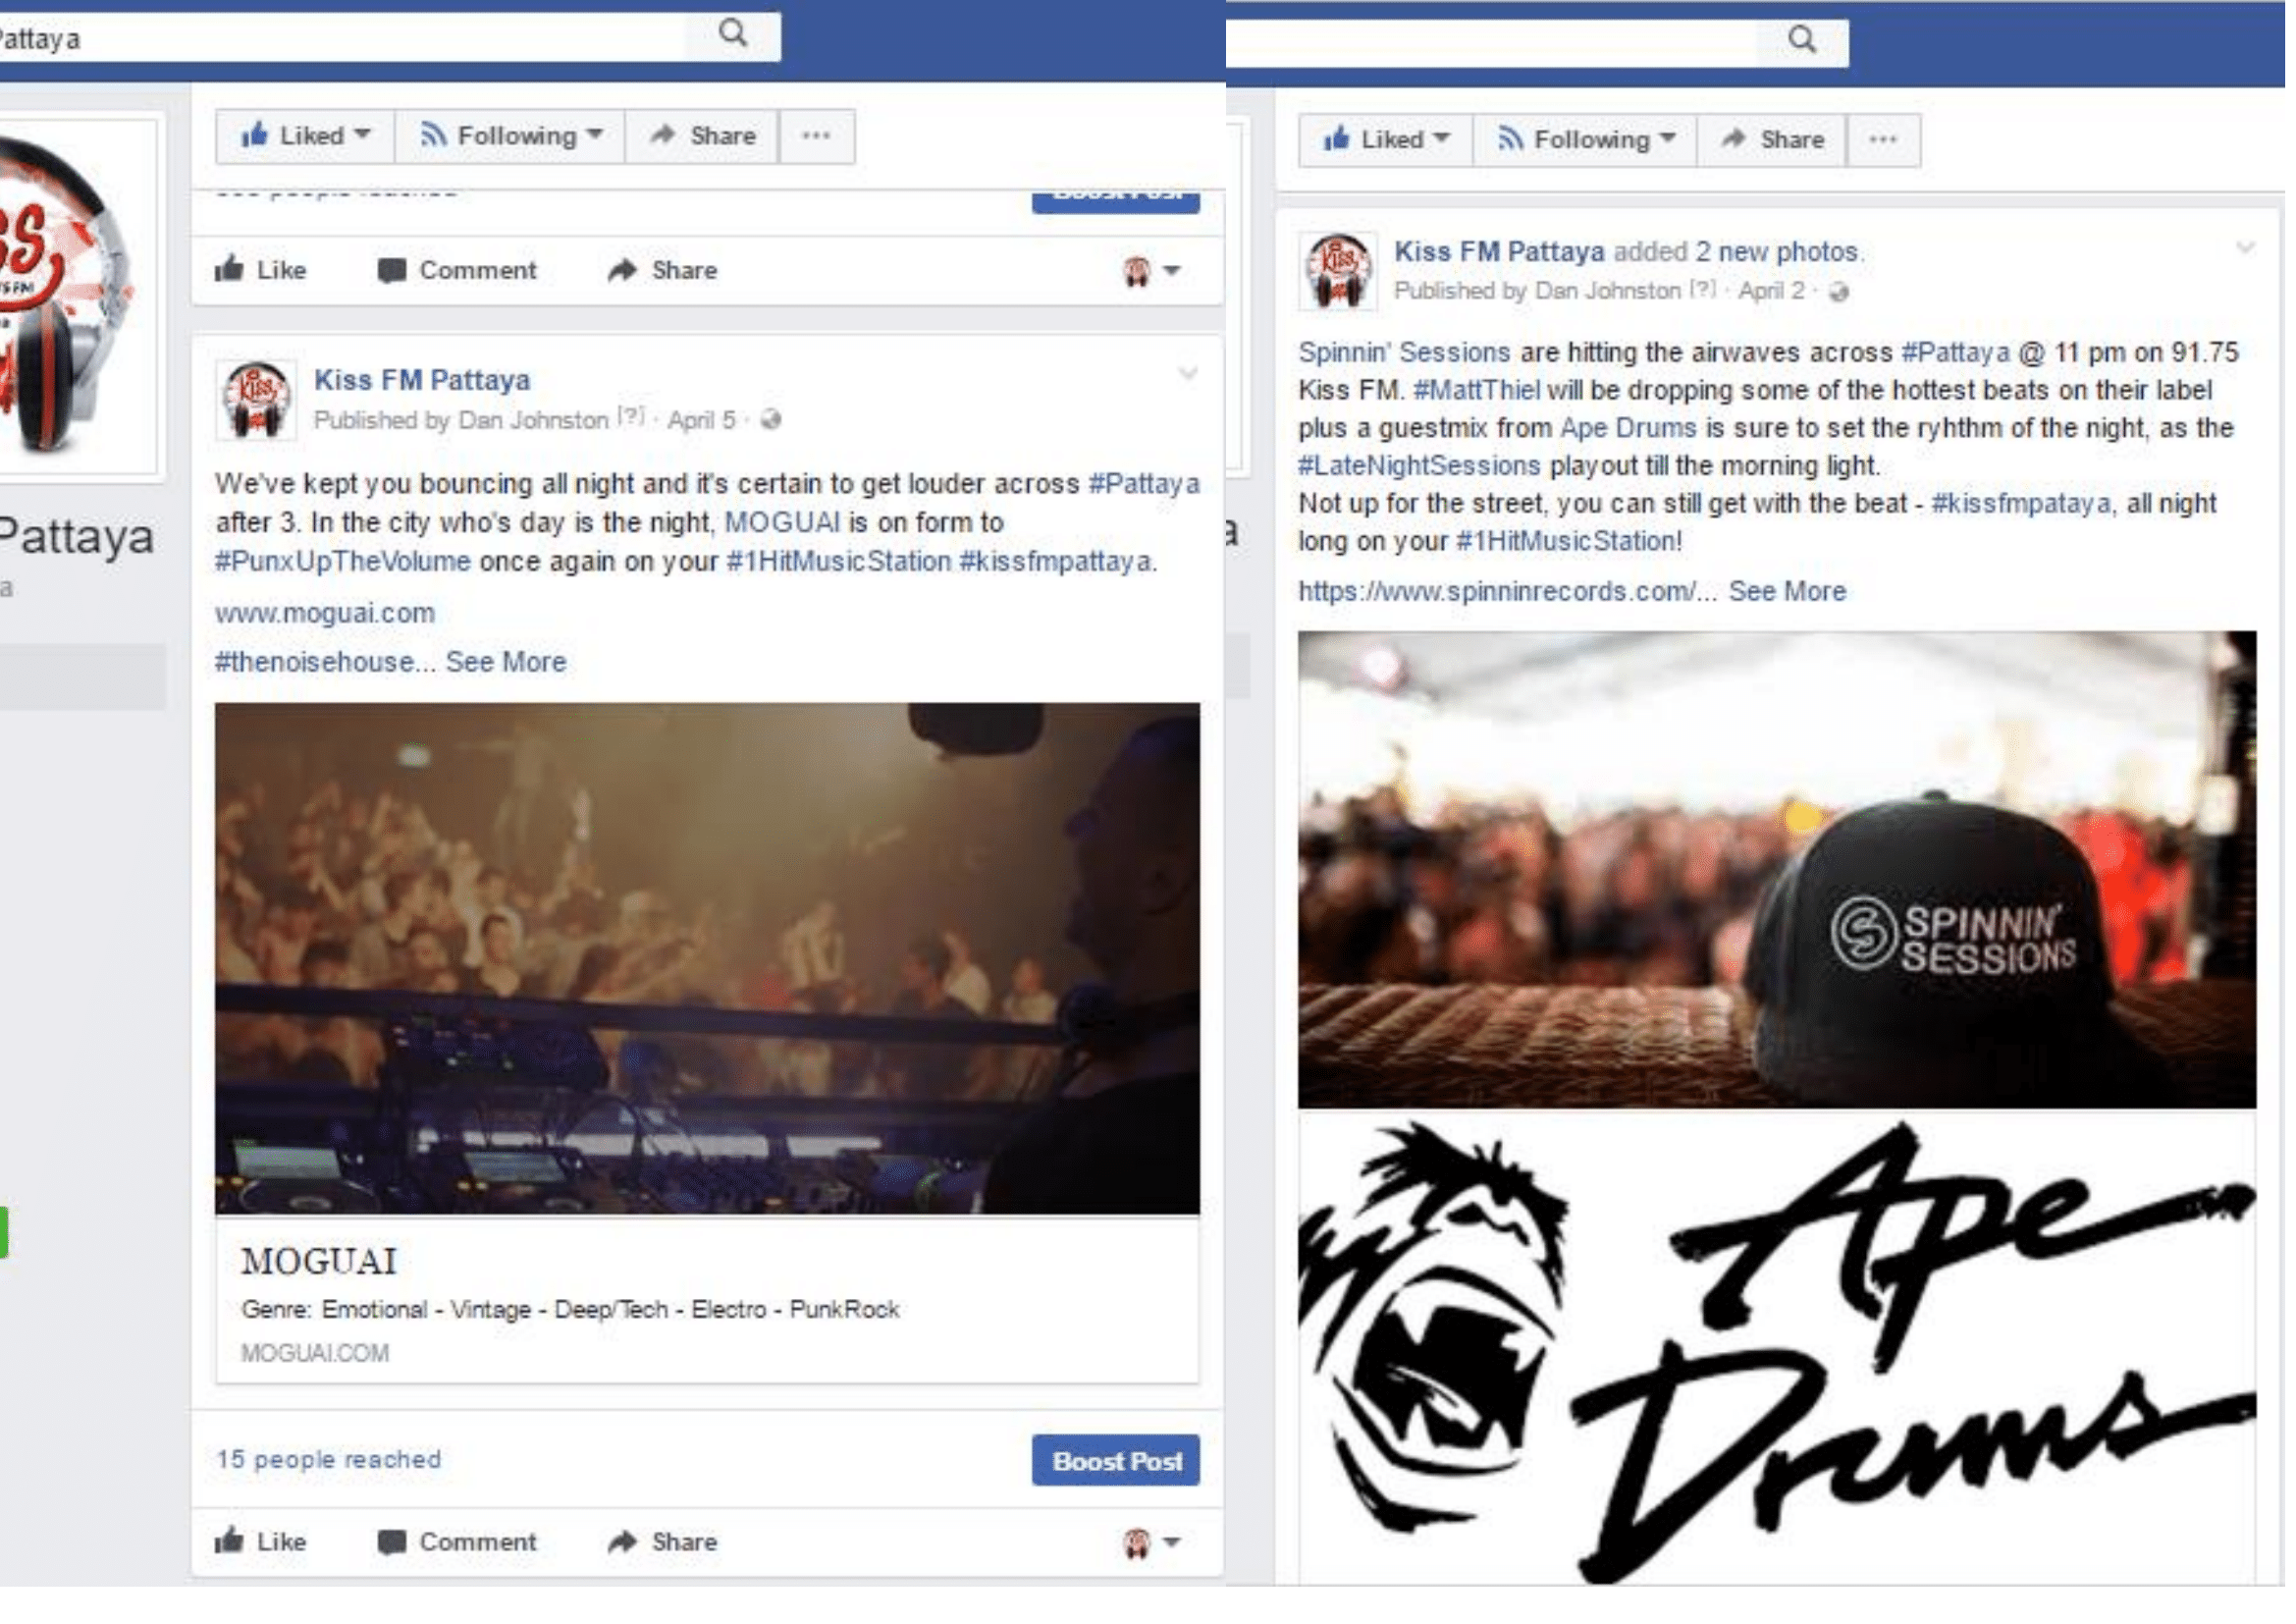 Pattaya
Liked
Following
Share
Boost Post
Like
Comment
Share
Kiss
Pattaya
a
Kiss
Kiss FM Pattaya
Published by Dan Johnston [?] · April 5 ·
We've kept you bouncing all night and it's certain to get louder across #Pattaya
after 3. In the city who's day is the night, MOGUAI is on form to
#PunxUpTheVolume once again on your #1HitMusicStation #kissfmpattaya.
www.moguai.com
#thenoisehouse... See More
MOGUAI
Genre: Emotional - Vintage - Deep/Tech - Electro - PunkRock
MOGUAI.COM
15 people reached
Boost Post
Like
Comment
Share
Liked
Following
Share
a
Kiss
Kiss FM Pattaya added 2 new photos.
Published by Dan Johnston [?] · April 2 ·
Spinnin' Sessions are hitting the airwaves across #Pattaya @ 11 pm on 91.75
Kiss FM. #MattThiel will be dropping some of the hottest beats on their label
plus a guestmix from Ape Drums is sure to set the ryhthm of the night, as the
#LateNightSessions playout till the morning light.
Not up for the street, you can still get with the beat - #kissfmpataya, all night
long on your #1HitMusicStation!
https://www.spinninrecords.com/... See More
SPINNIN'
SESSIONS
Ape
Drums